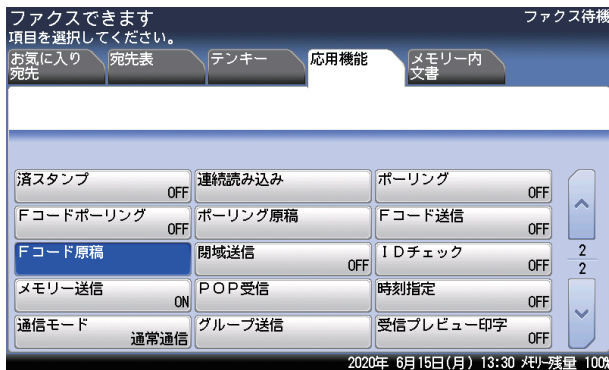 ファクスできます
ファクス待機
項目を選択してください。
お気に入り
宛先
宛先表
テンキー
応用機能
メモリー内
文書
済スタンプ
OFF
連続読み込み
ポーリング
OFF
Fコードポーリング
OFF
ポーリング原稿
Fコード送信
OFF
Fコード原稿
閉域送信
OFF
IDチェック
OFF
2
2
メモリー送信
ON
POP受信
時刻指定
OFF
通信モード
通常通信
グループ送信
受信プレビュー印字
OFF
2020年 6月15日(月) 13:30 メモリー残量 100%